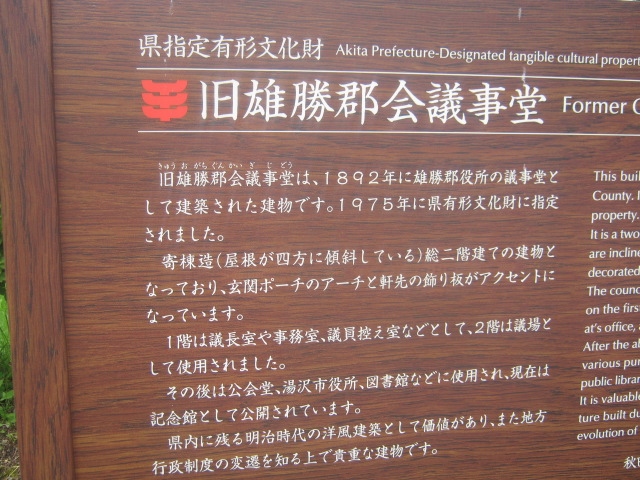 県指定有形文化財 Akita Prefecture-Designated tangible cultural propert
旧雄勝郡会議事堂 Former
きゅう お がち ぐん かい ぎ じ どう
旧雄勝郡会議事堂は、1892年に雄勝郡役所の議事堂と
して建築された建物です。1975年に県有形文化財に指定
されました。
寄棟造(屋根が四方に傾斜している)総二階建ての建物と
なっており、玄関ポーチのアーチと軒先の飾り板がアクセントに
なっています。
1階は議長室や事務室、議員控え室などとして、2階は議場と
して使用されました。
その後は公会堂、湯沢市役所、図書館などに使用され、現在は
記念館として公開されています。
県内に残る明治時代の洋風建築として価値があり、また地方
行政制度の変遷を知る上で貴重な建物です。
This bui
County. I
property.
It is a two
are incline
decorated
The counc
on the first
at's office,
After the al
various pur
public libra
It is valuable
ture built du
evolution of
秋